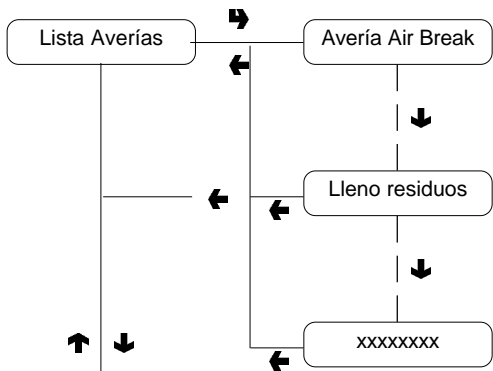 Lista Averías
Avería Air Break
Lleno residuos
xxxxxxxx